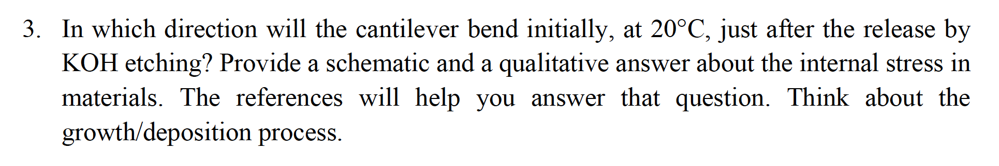 3. In which direction will the cantilever bend initially, at 20°C, just after the release by
KOH etching? Provide a schematic and a qualitative answer about the internal stress in
materials. The references will help you answer that question. Think about the
growth/deposition process.